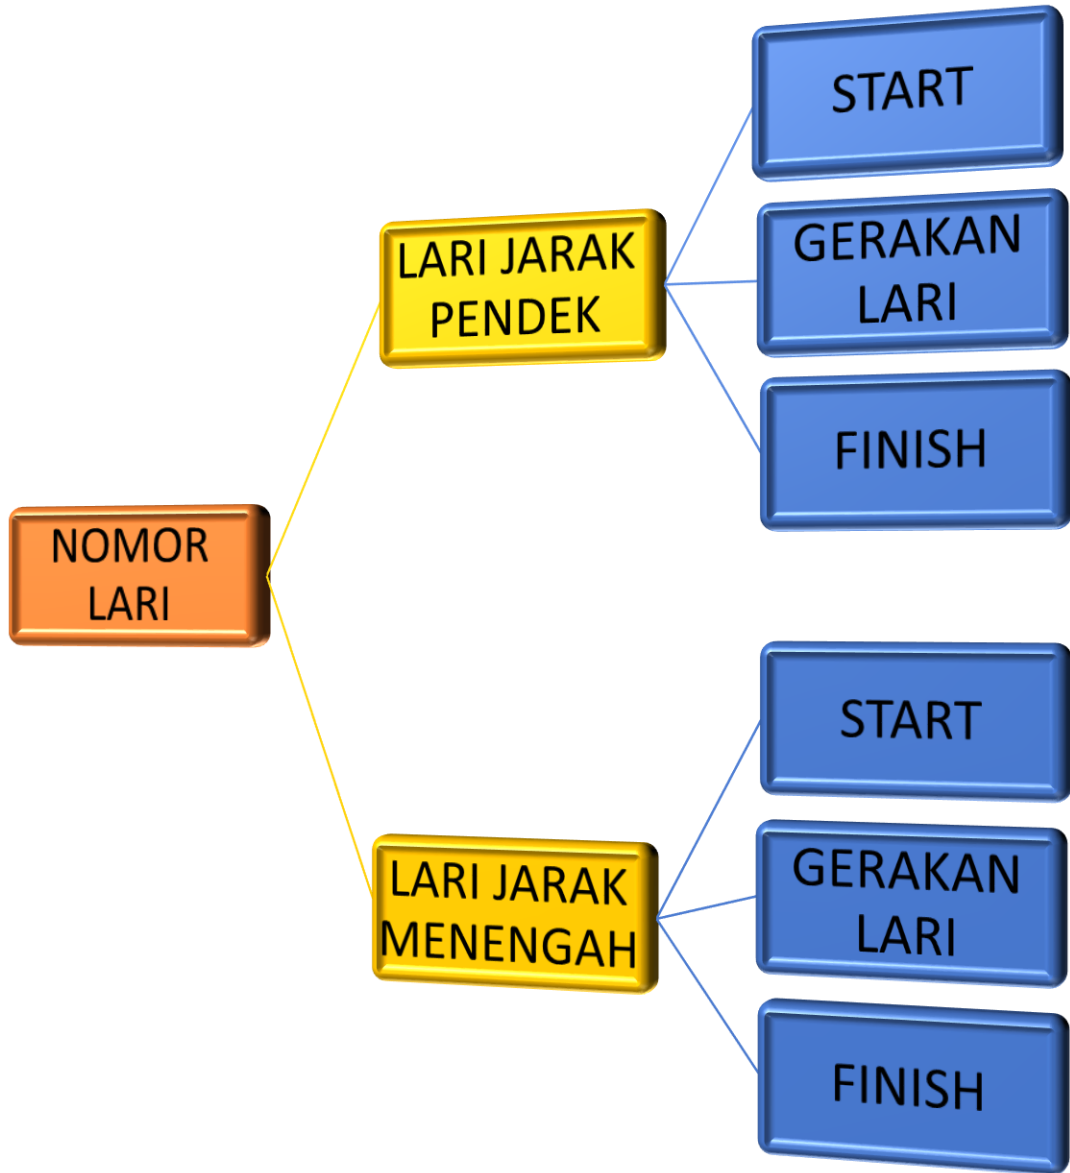 NOMOR
LARI
LARI JARAK
PENDEK
START
GERAKAN
LARI
FINISH
LARI JARAK
MENENGAH
START
GERAKAN
LARI
FINISH